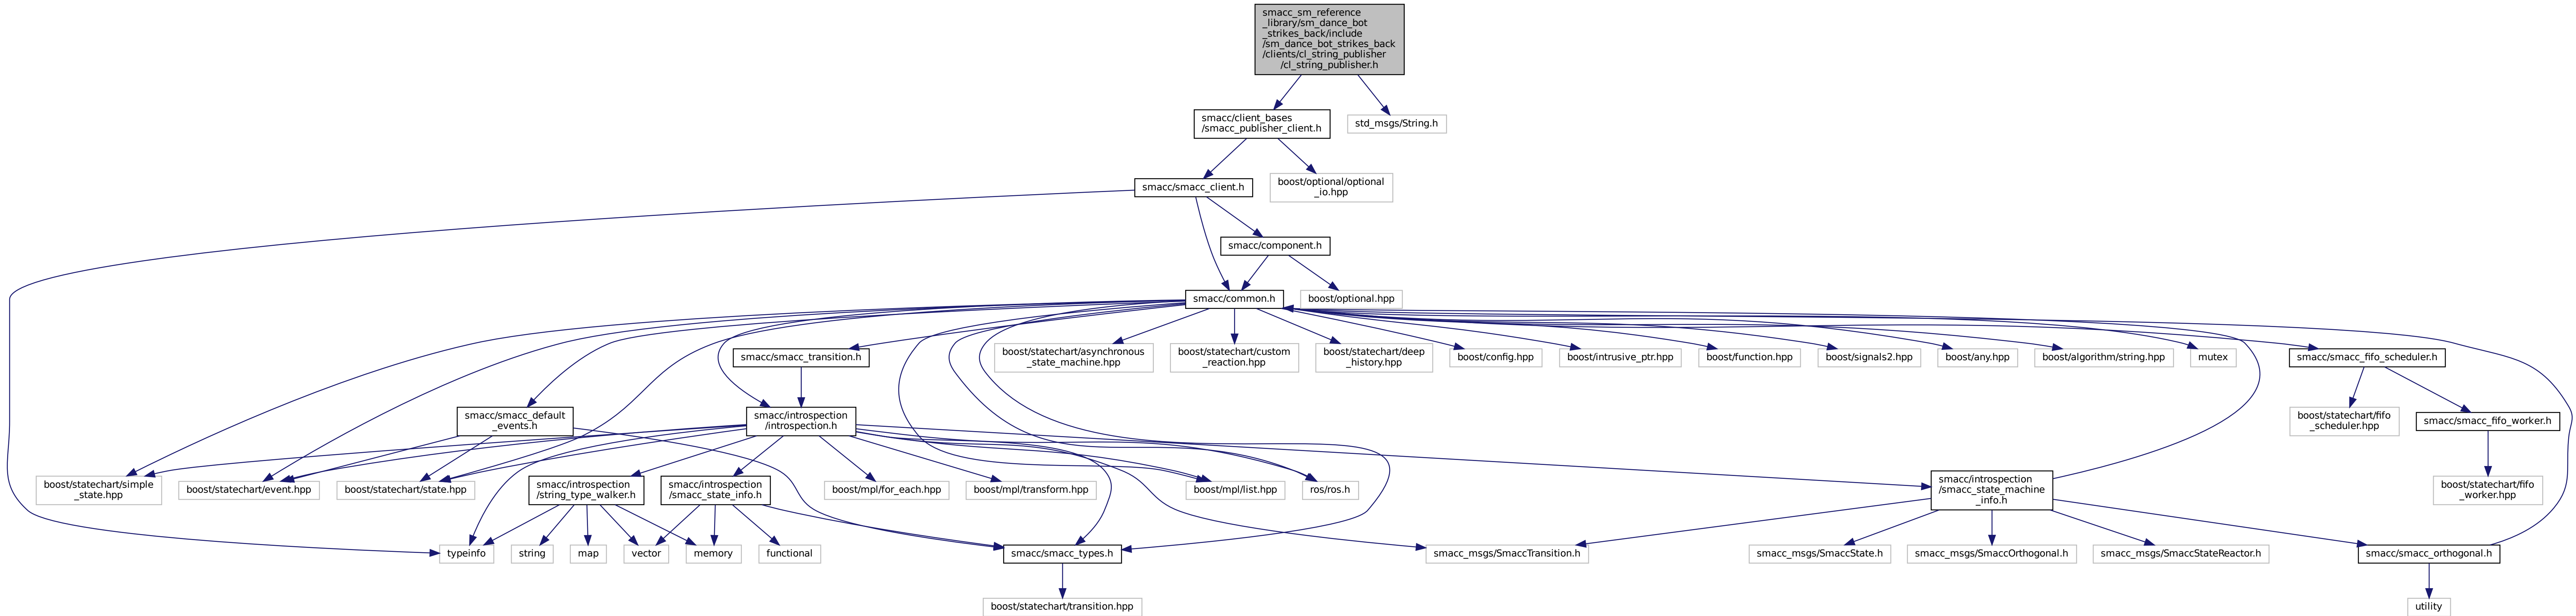 smacc_sm_reference
_library/sm_dance_bot
_strikes_back/include
/sm_dance_bot_strikes_back
/clients/cl_string_publisher
/cl_string_publisher.h
smacc/client_bases
/smacc_publisher_client.h
std_msgs/String.h
smacc/smacc_client.h
boost/optional/optional
_io.hpp
smacc/component.h
smacc/common.h
boost/optional.hpp
smacc/smacc_transition.h
boost/statechart/asynchronous
_state_machine.hpp
boost/statechart/custom
_reaction.hpp
boost/statechart/deep
_history.hpp
boost/config.hpp
boost/intrusive_ptr.hpp
boost/function.hpp
boost/signals2.hpp
boost/any.hpp
boost/algorithm/string.hpp
mutex
smacc/smacc_fifo_scheduler.h
smacc/smacc_default
_events.h
smacc/introspection
/introspection.h
boost/statechart/fifo
_scheduler.hpp
smacc/smacc_fifo_worker.h
boost/statechart/simple
_state.hpp
boost/statechart/event.hpp
boost/statechart/state.hpp
smacc/introspection
/string_type_walker.h
smacc/introspection
/smacc_state_info.h
boost/mpl/for_each.hpp
boost/mpl/transform.hpp
boost/mpl/list.hpp
ros/ros.h
smacc/introspection
/smacc_state_machine
_info.h
boost/statechart/fifo
_worker.hpp
typeinfo
string
map
vector
memory
functional
smacc/smacc_types.h
smacc_msgs/SmaccTransition.h
smacc_msgs/SmaccState.h
smacc_msgs/SmaccOrthogonal.h
smacc_msgs/SmaccStateReactor.h
smacc/smacc_orthogonal.h
boost/statechart/transition.hpp
utility